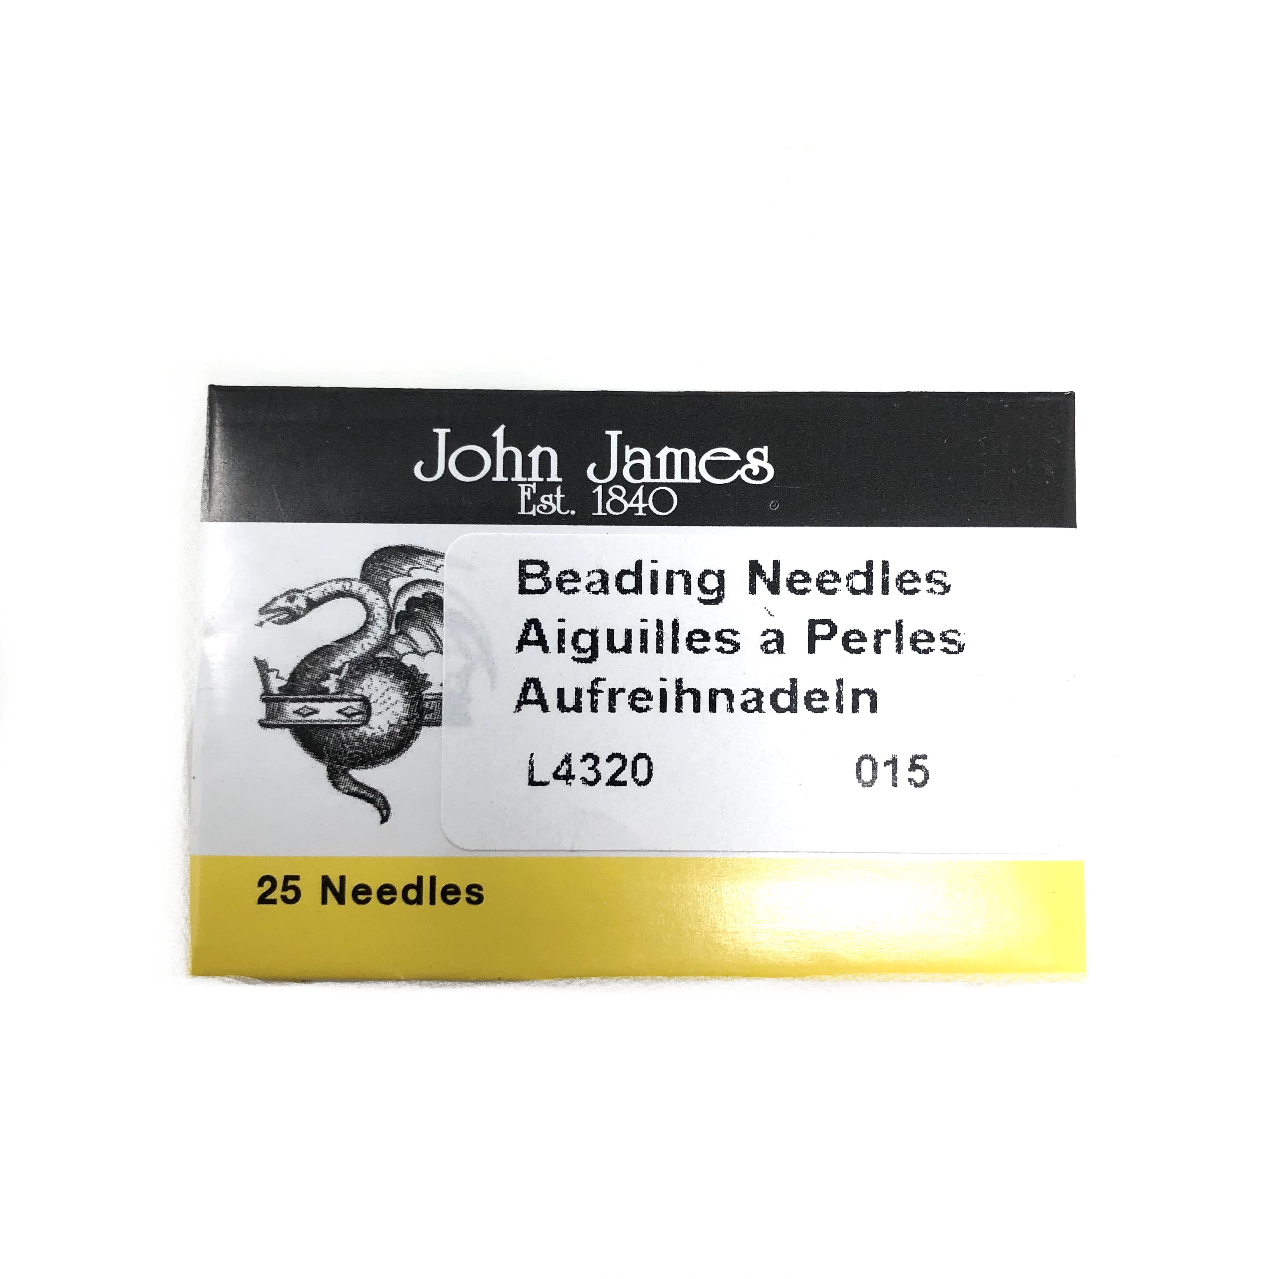 John James
Est. 1840
Beading Needles
Aiguilles à Perles
Aufreihnadeln
L4320 015
25 Needles